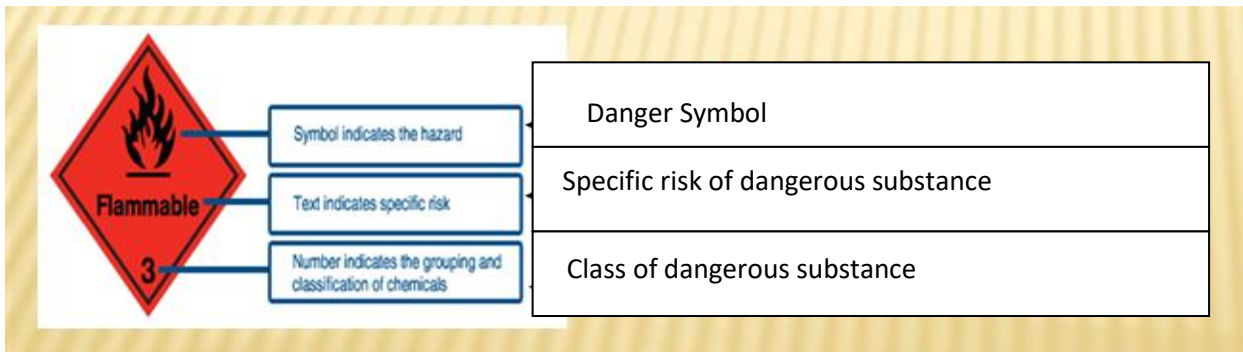 Flammable
3
Symbol indicates the hazard
Text indicates specific risk
Number indicates the grouping and
classification of chemicals
Danger Symbol
Specific risk of dangerous substance
Class of dangerous substance